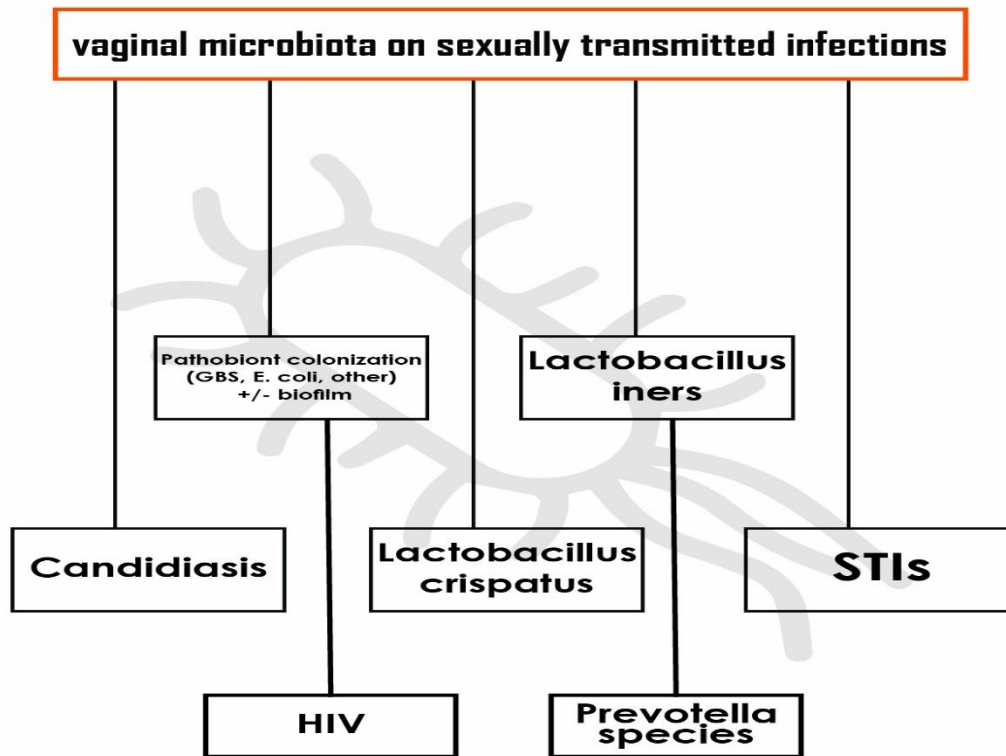 vaginal microbiota on sexually transmitted infections
Pathobiont colonization
(GBS, E. coli, other)
+/- biofilm
Lactobacillus
iners
Candidiasis
Lactobacillus
crispatus
STIs
HIV
Prevotella
species